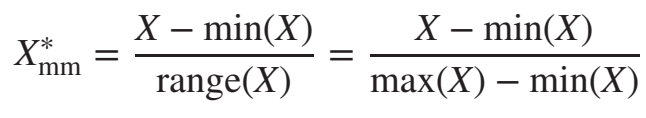 X*mm = X − min(X) / range(X) = X − min(X) / max(X) − min(X)